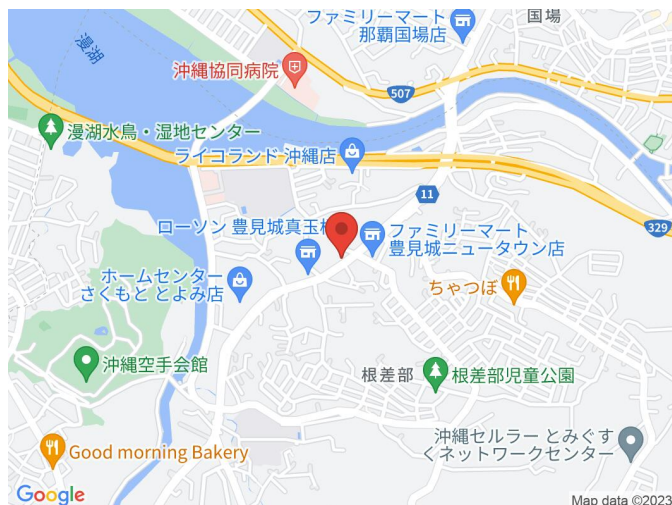 ファミリーマート
那覇国場店
国場
漫湖
沖縄協同病院
507
漫湖水鳥・湿地センター
ライコランド 沖縄店
11
329
ローソン 豊見城真玉橋
ファミリーマート
豊見城ニュータウン店
ホームセンター
さくもと とよみ店
ちゃつぼ
沖縄空手会館
根差部
根差部児童公園
Good morning Bakery
沖縄セルラー とみぐす
くネットワークセンター
Google
Map data ©2023